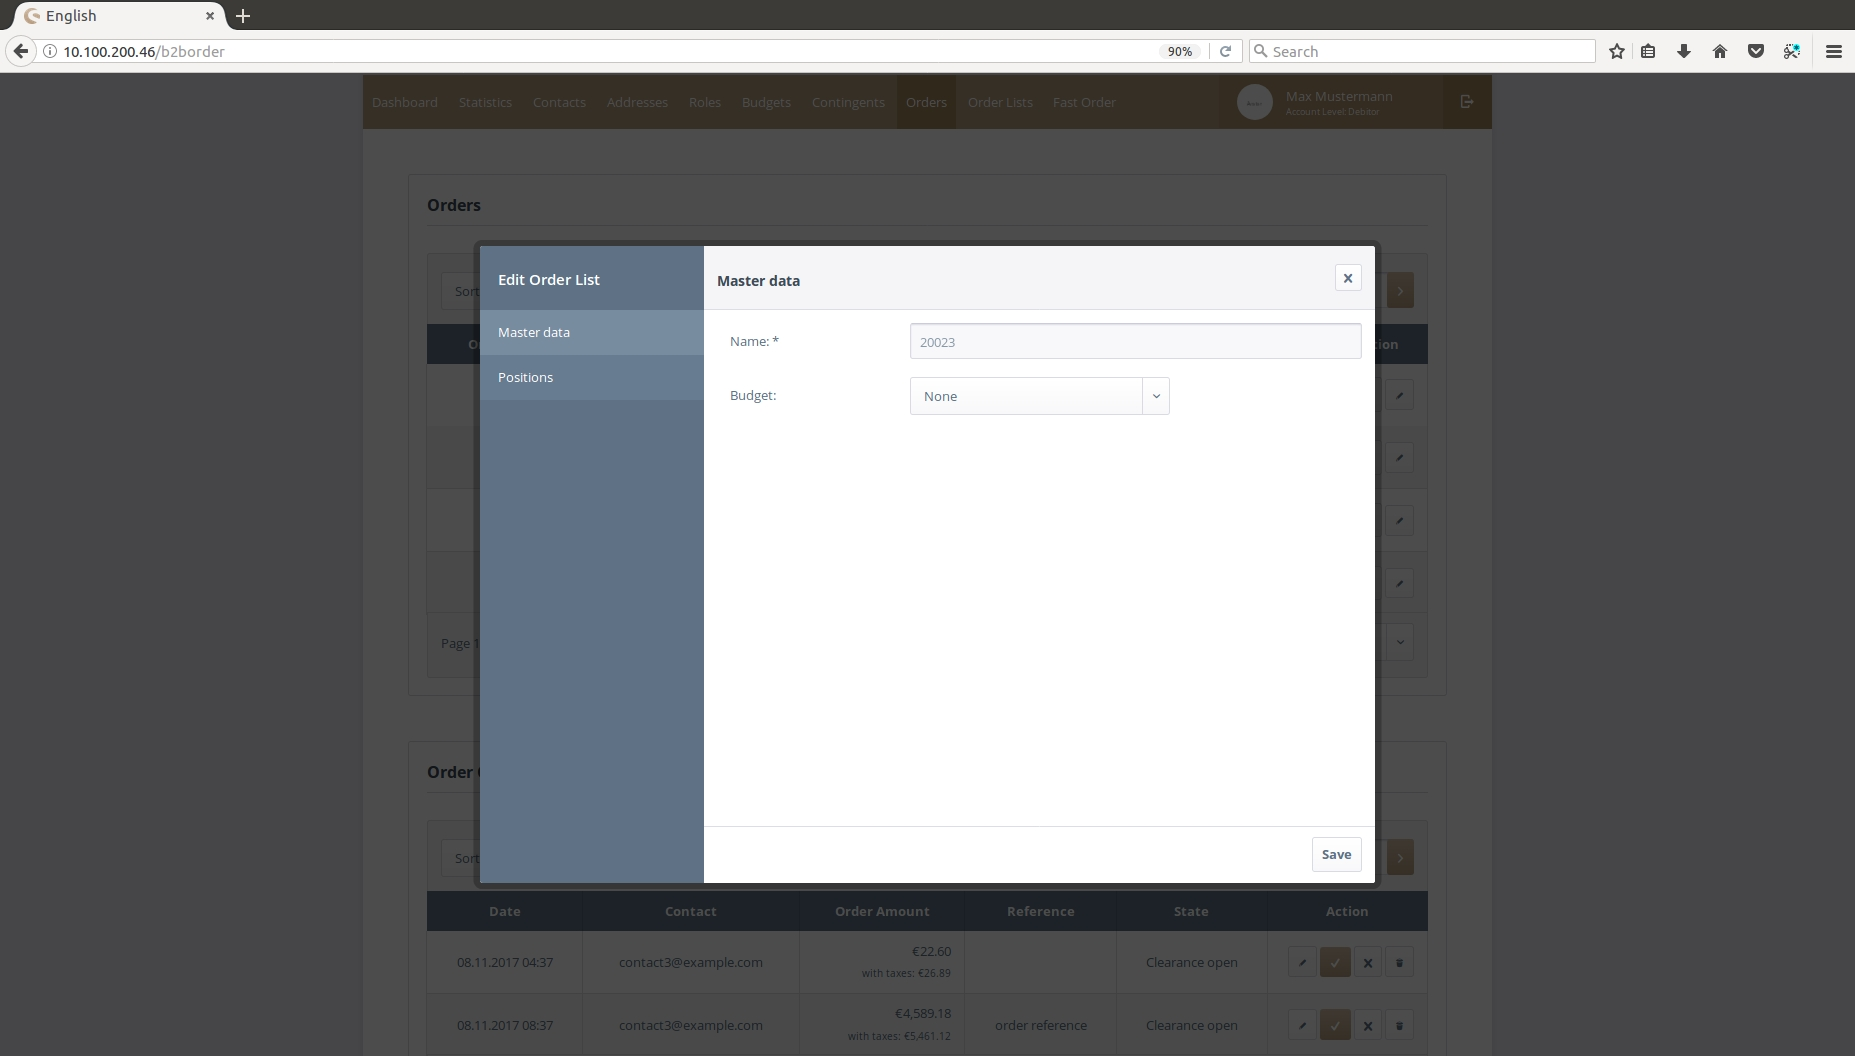 English
10.100.200.46/b2border
90%
Search
Dashboard Statistics Contacts Addresses Roles Budgets Contingents Orders Order Lists Fast Order
Max Mustermann
Account Level: Debitor
Orders
Edit Order List
Master data
Sort
Master data
Name: *
20023
Positions
Budget:
None
Page 1
Order
Sort
Save
Date Contact Order Amount Reference State Action
€22.60
08.11.2017 04:37 contact3@example.com Clearance open
with taxes: €26.89
€4,589.18
08.11.2017 08:37 contact3@example.com order reference Clearance open
with taxes: €5,461.12